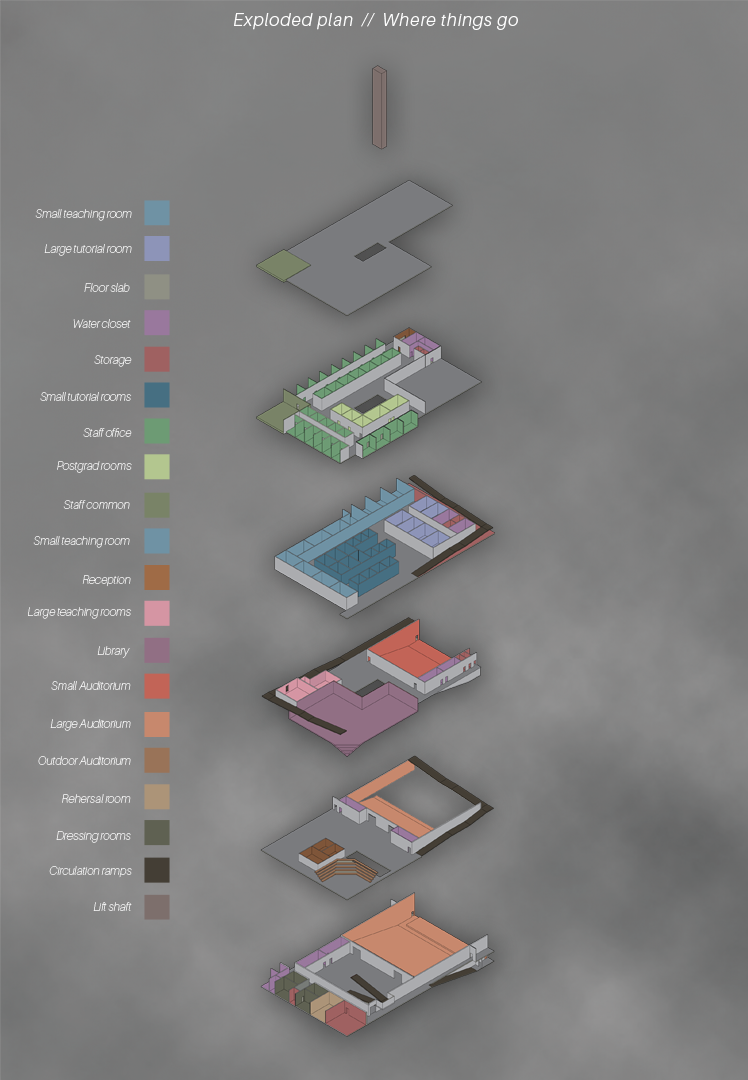 Exploded plan // Where things go
Small teaching room
Large tutorial room
Floor slab
Water closet
Storage
Small tutorial rooms
Staff office
Postgrad rooms
Staff common
Small teaching room
Reception
Large teaching rooms
Library
Small Auditorium
Large Auditorium
Outdoor Auditorium
Rehersal room
Dressing rooms
Circulation ramps
Lift shaft